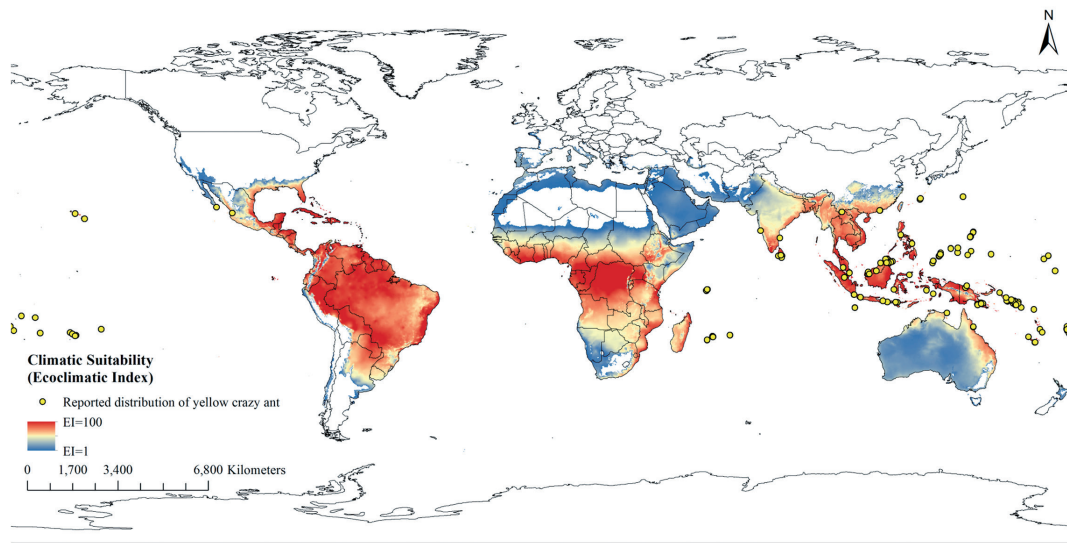 N
Climatic Suitability
(Ecoclimatic Index)
Reported distribution of yellow crazy ant
EI=100
EI=1
0 1,700 3,400 6,800 Kilometers